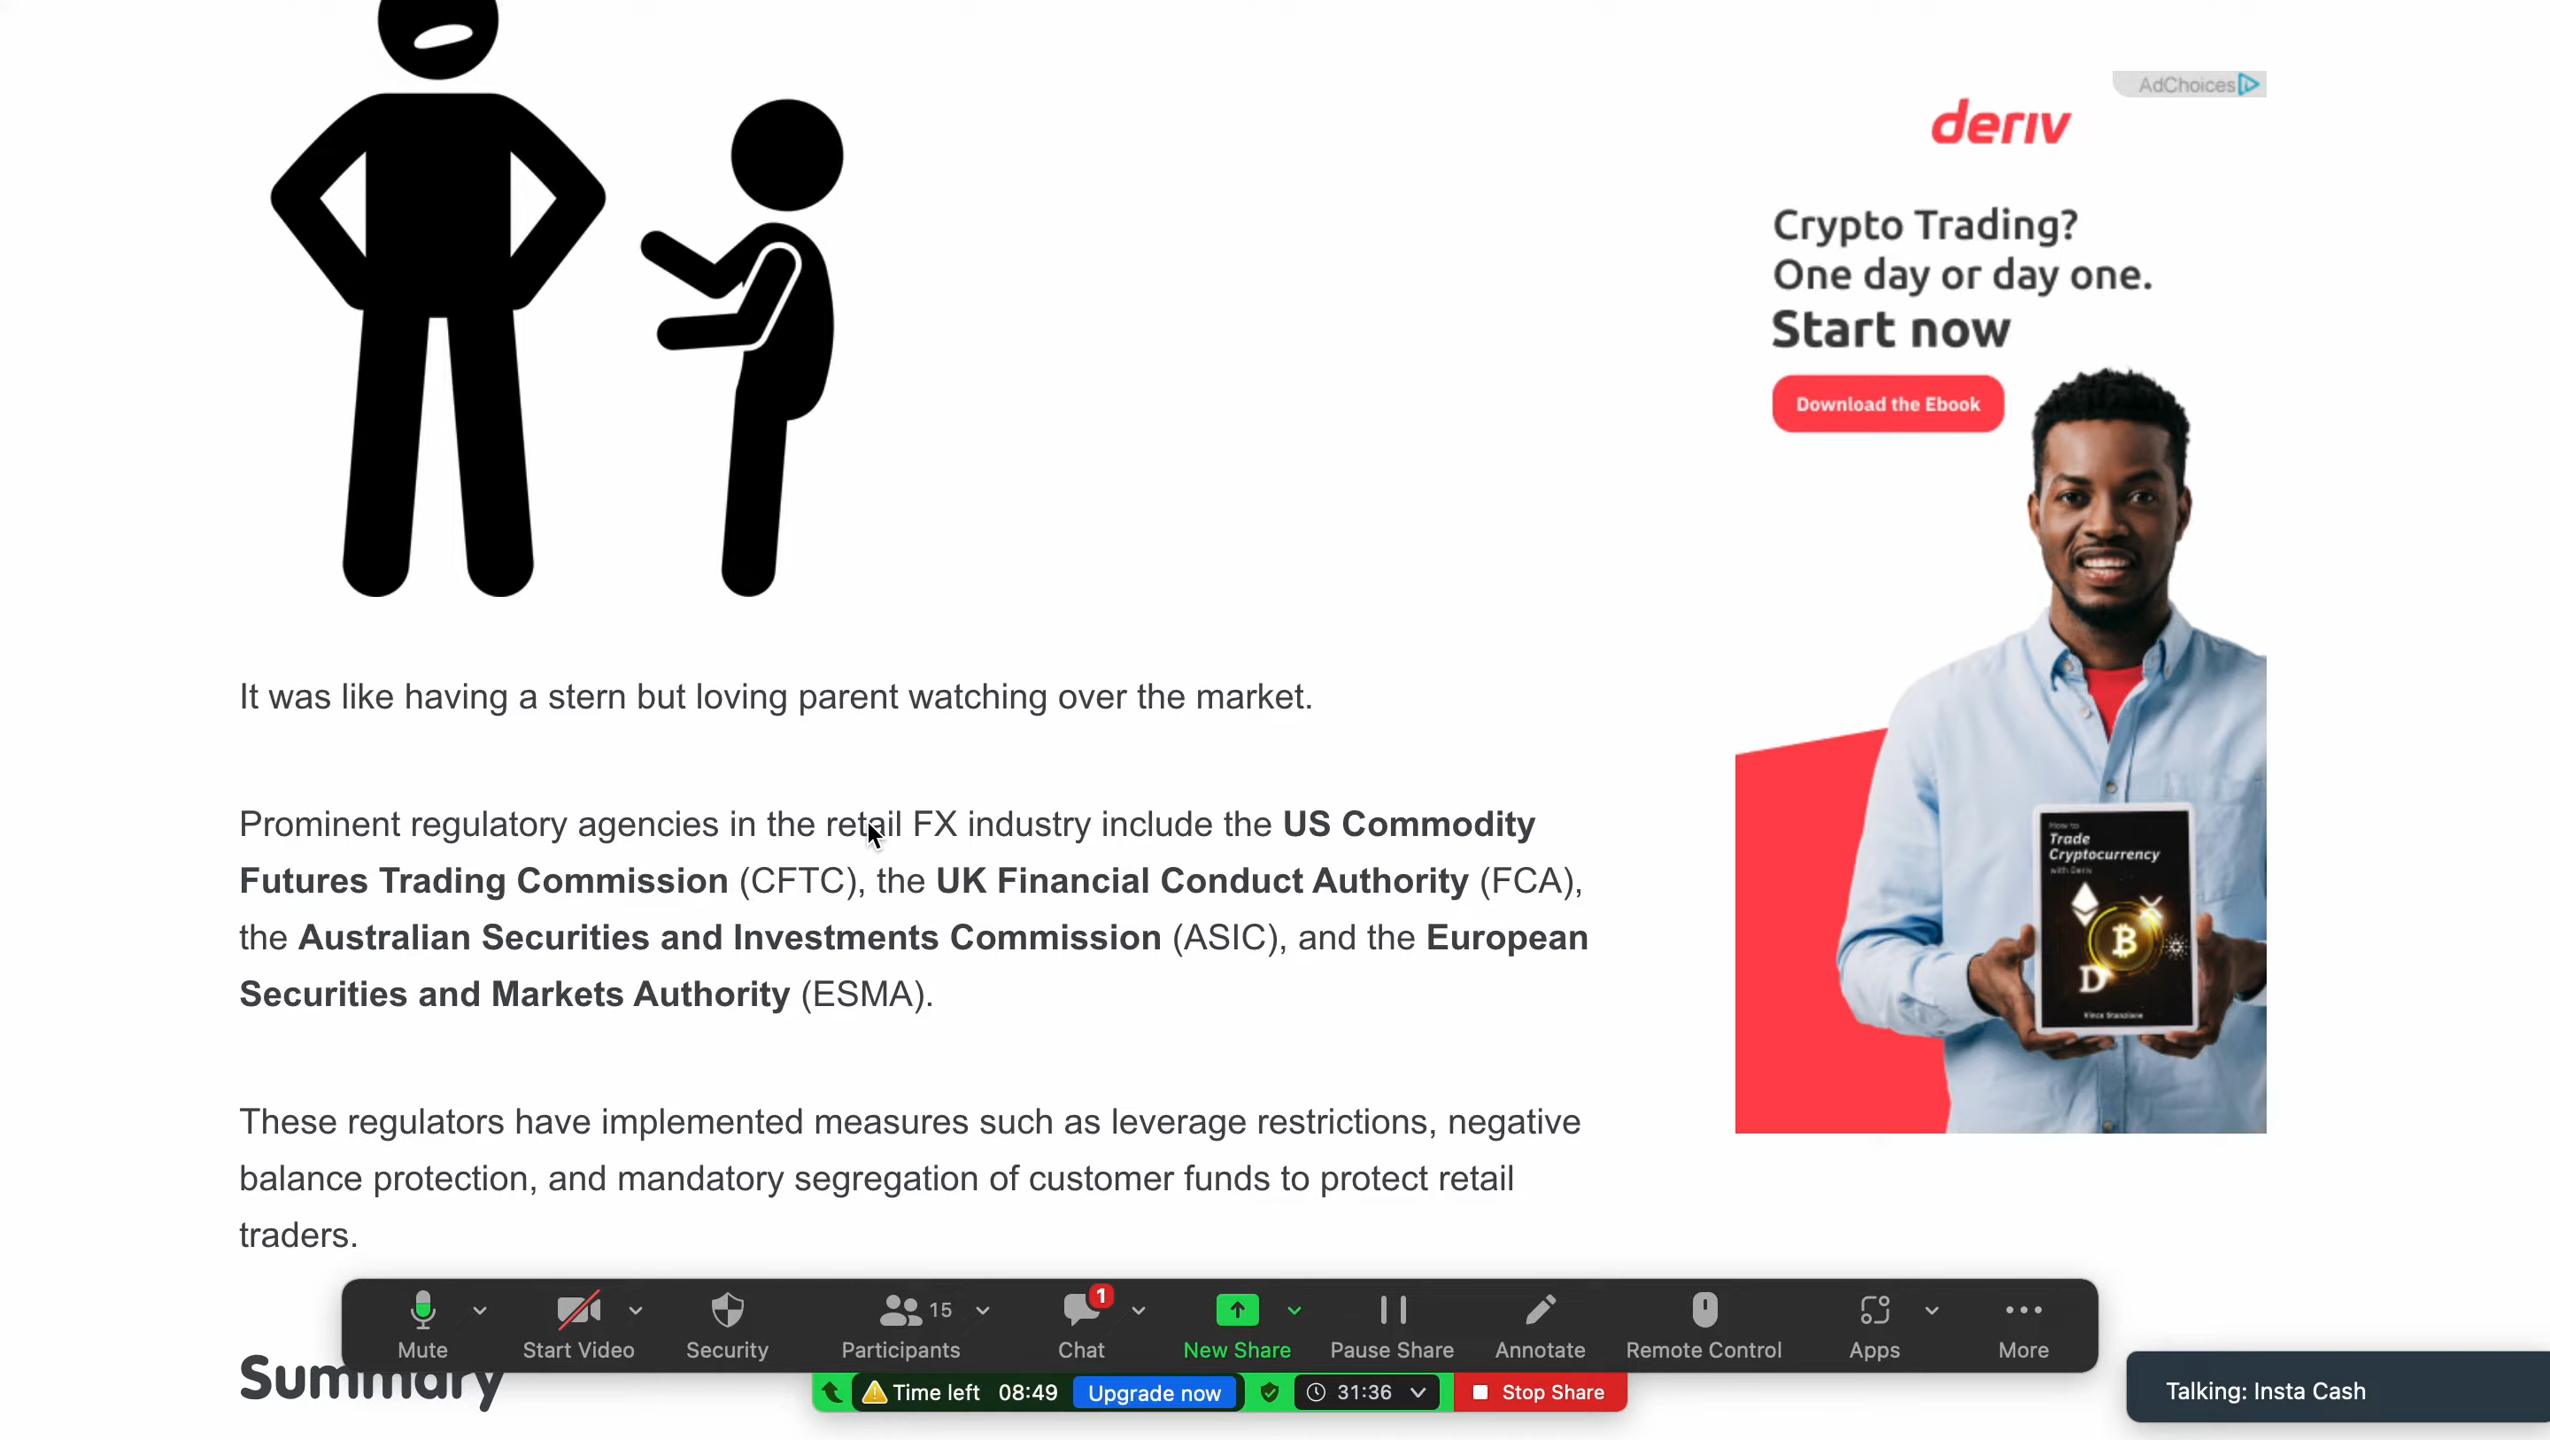 AdChoices
deriv
Crypto Trading?
One day or day one.
Start now
Download the Ebook
How to
Trade
Cryptocurrency
with Deriv
Vince Stanzione
It was like having a stern but loving parent watching over the market.
Prominent regulatory agencies in the retail FX industry include the US Commodity
Futures Trading Commission (CFTC), the UK Financial Conduct Authority (FCA),
the Australian Securities and Investments Commission (ASIC), and the European
Securities and Markets Authority (ESMA).
These regulators have implemented measures such as leverage restrictions, negative
balance protection, and mandatory segregation of customer funds to protect retail
traders.
Summary
15
1
Mute
Start Video
Security
Participants
Chat
New Share
Pause Share
Annotate
Remote Control
Apps
More
Time left 08:49
Upgrade now
31:36
Stop Share
Talking: Insta Cash